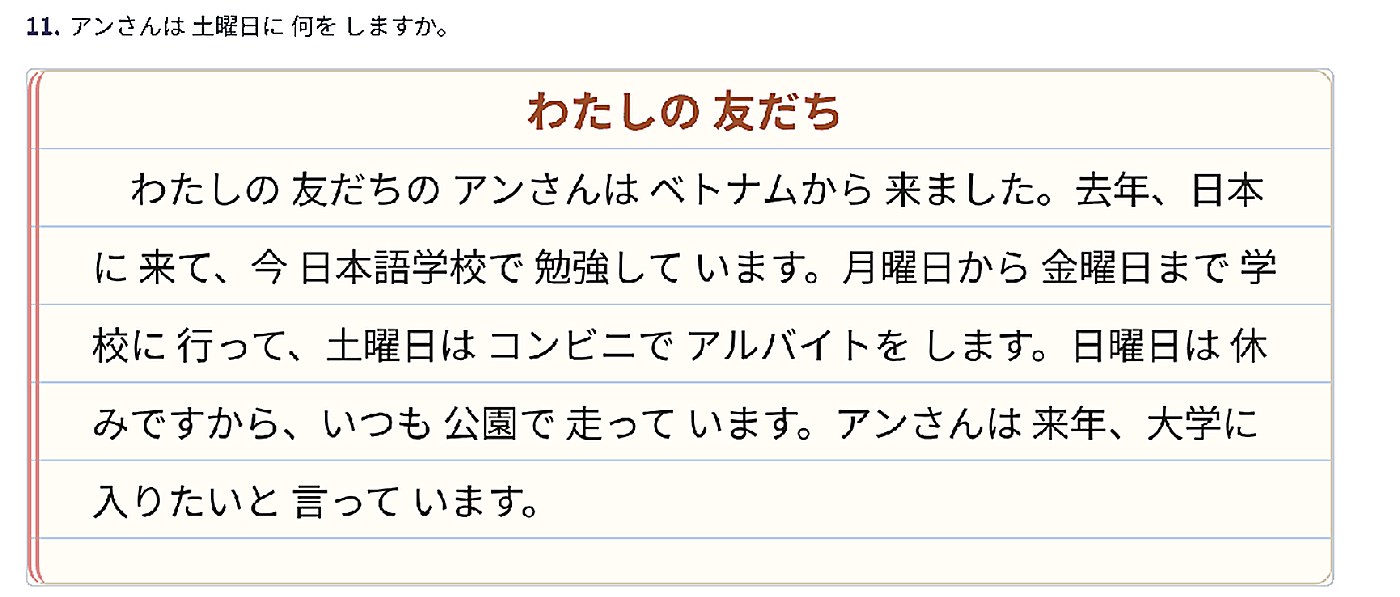 11. アンさんは 土曜日に 何を しますか。
わたしの 友だち
わたしの 友だちの アンさんは ベトナムから 来ました。去年、日本
に 来て、今 日本語学校で 勉強して います。月曜日から 金曜日まで 学
校に 行って、土曜日は コンビニで アルバイトを します。日曜日は 休
みですから、いつも 公園で 走って います。アンさんは 来年、大学に
入りたいと 言って います。